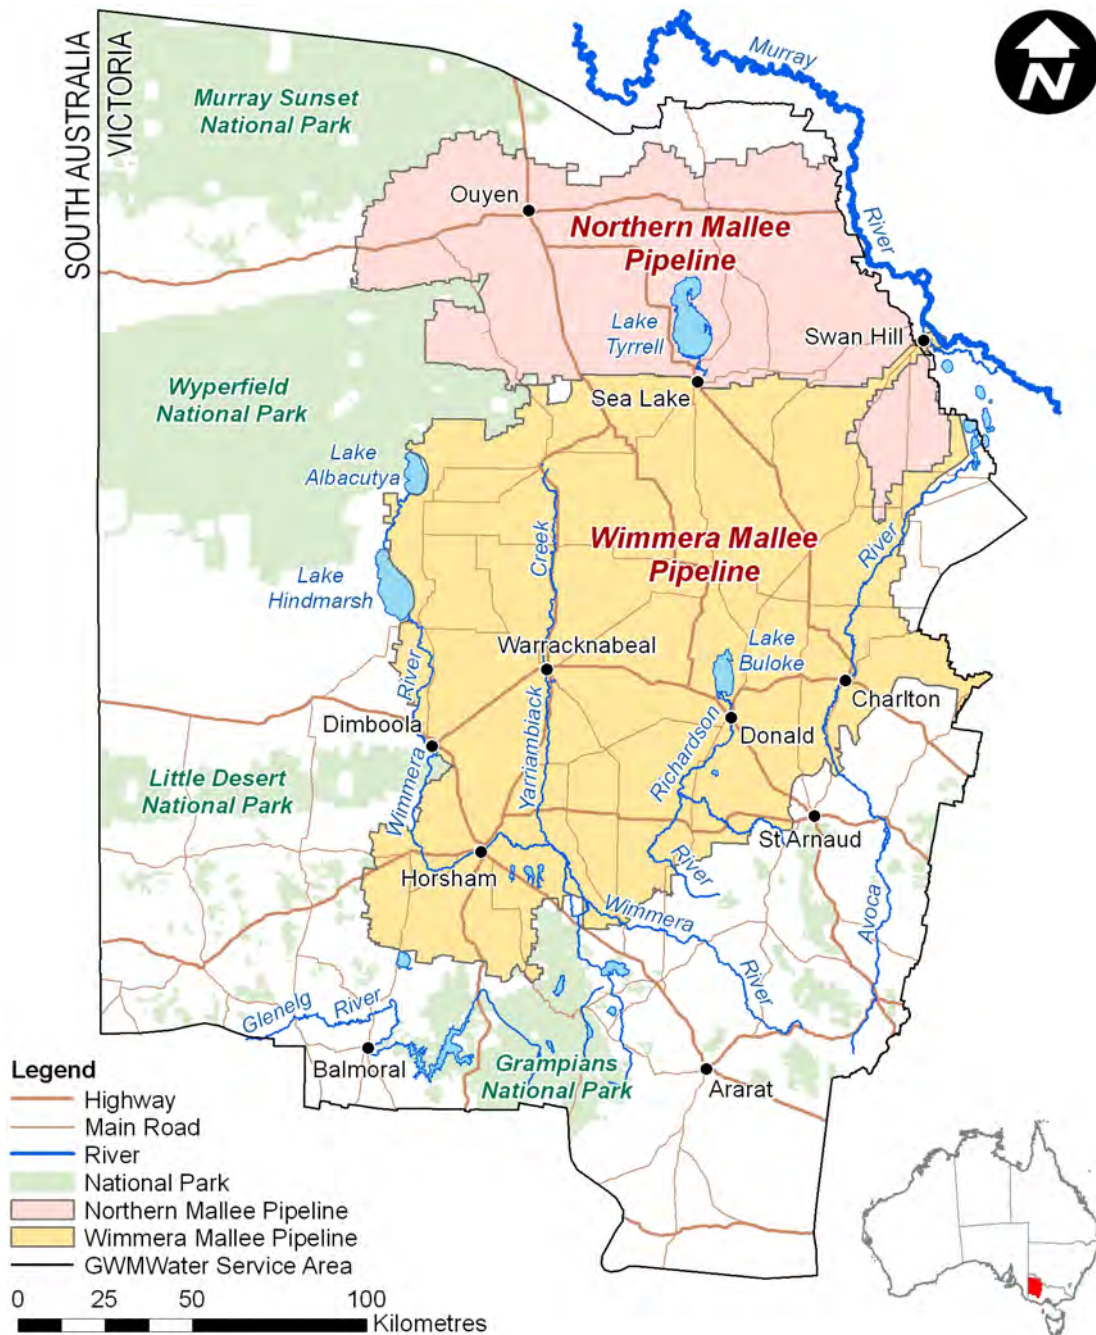 SOUTH AUSTRALIA
VICTORIA
N
Murray
River
Murray Sunset
National Park
Ouyen
Northern Mallee
Pipeline
Lake
Tyrrell
Swan Hill
Sea Lake
Wyperfield
National Park
Lake
Albacutya
Wimmera Mallee
Pipeline
River
Creek
Lake
Hindmarsh
Warracknabeal
Lake
Buloke
River
Charlton
Dimboola
Donald
Richardson
Yarriambiack
Little Desert
National Park
Wimmera
St Arnaud
Horsham
River
Wimmera
Avoca
River
Glenelg
River
Balmoral
Grampians
National Park
Ararat
Legend
Highway
Main Road
River
National Park
Northern Mallee Pipeline
Wimmera Mallee Pipeline
GWMWater Service Area
0 25 50 100
Kilometres